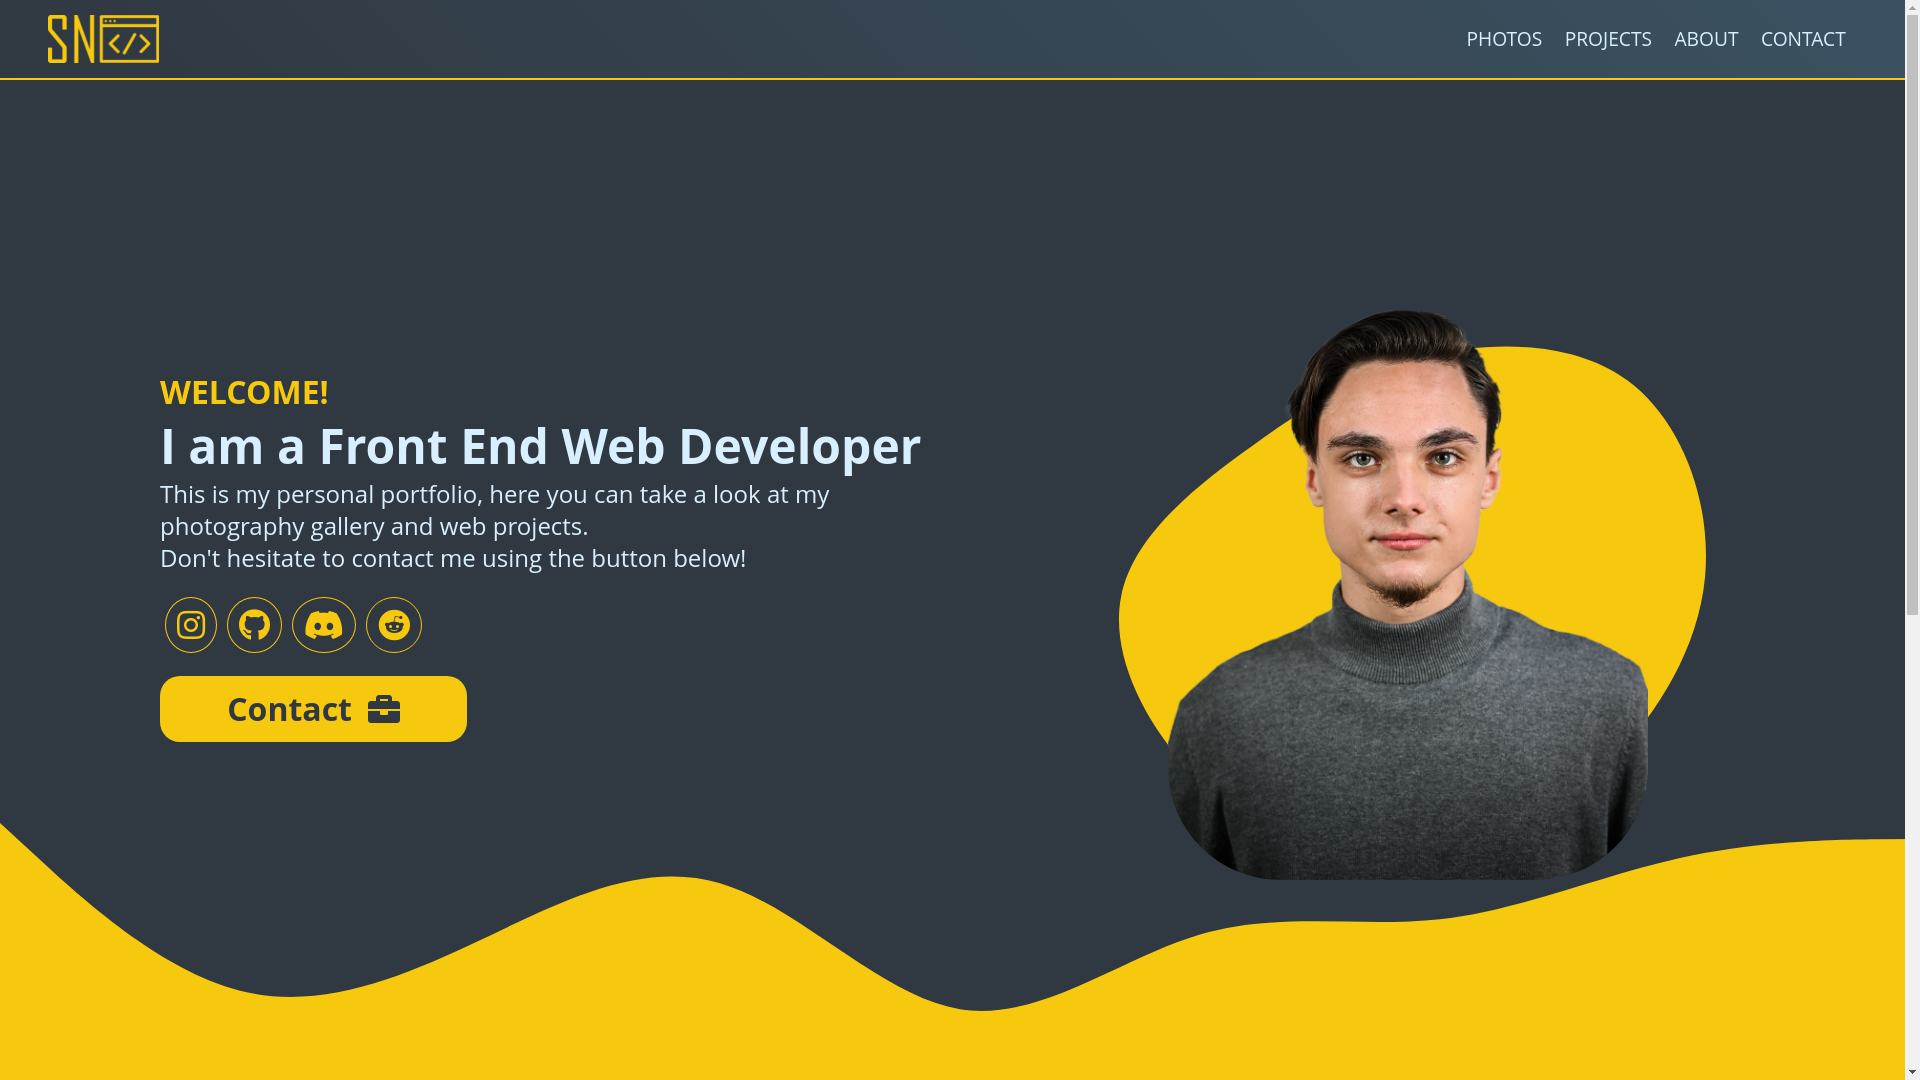 SN </>
PHOTOS PROJECTS ABOUT CONTACT
WELCOME!
I am a Front End Web Developer
This is my personal portfolio, here you can take a look at my
photography gallery and web projects.
Don't hesitate to contact me using the button below!
Contact